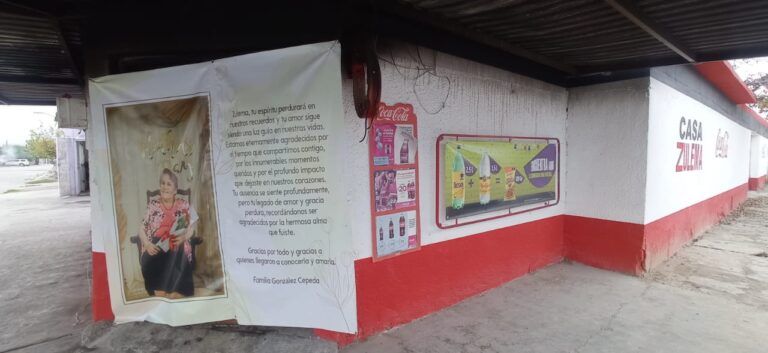 Zulema, tu espíritu perdurará en
nuestros recuerdos y tu amor sigue
siendo una luz guía en nuestras vidas.
Estamos eternamente agradecidos por
el tiempo que compartimos contigo,
por los innumerables momentos
queridos y por el profundo impacto
que dejaste en nuestros corazones.
Tu ausencia se siente profundamente,
pero tu legado de amor y gracia
perdura, recordándonos ser
agradecidos por la hermosa alma
que fuiste.
Gracias por todo y gracias a
quienes llegaron a conocerla y amarla.
Familia González Cepeda
Coca-Cola
2.5L
+
2.5L
+
CASA
ZULEMA
Coca-Cola